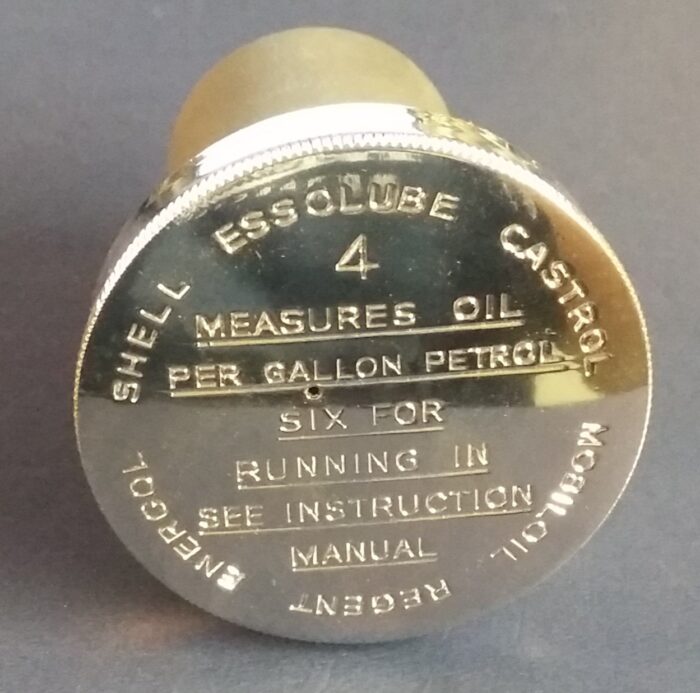 SHELL ESSOLUBE CASTROL MOBILOIL REGENT ENERGOL
4
MEASURES OIL
PER GALLON PETROL
SIX FOR
RUNNING IN
SEE INSTRUCTION
MANUAL